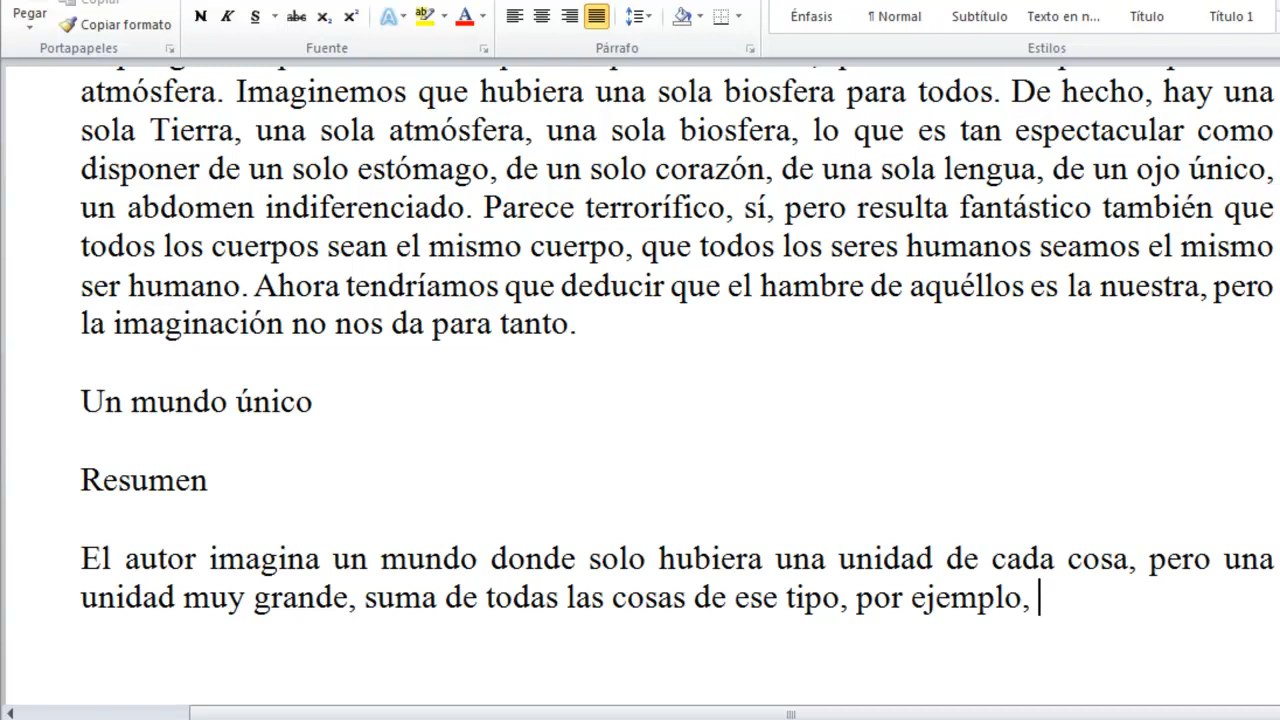 Pegar
Copiar formato
Portapapeles
N K S abc x₂ x²
Fuente
Párrafo
Énfasis
¶ Normal
Subtítulo
Texto en n...
Título
Título 1
Estilos
atmósfera. Imaginemos que hubiera una sola biosfera para todos. De hecho, hay una
sola Tierra, una sola atmósfera, una sola biosfera, lo que es tan espectacular como
disponer de un solo estómago, de un solo corazón, de una sola lengua, de un ojo único,
un abdomen indiferenciado. Parece terrorífico, sí, pero resulta fantástico también que
todos los cuerpos sean el mismo cuerpo, que todos los seres humanos seamos el mismo
ser humano. Ahora tendríamos que deducir que el hambre de aquéllos es la nuestra, pero
la imaginación no nos da para tanto.
Un mundo único
Resumen
El autor imagina un mundo donde solo hubiera una unidad de cada cosa, pero una
unidad muy grande, suma de todas las cosas de ese tipo, por ejemplo,